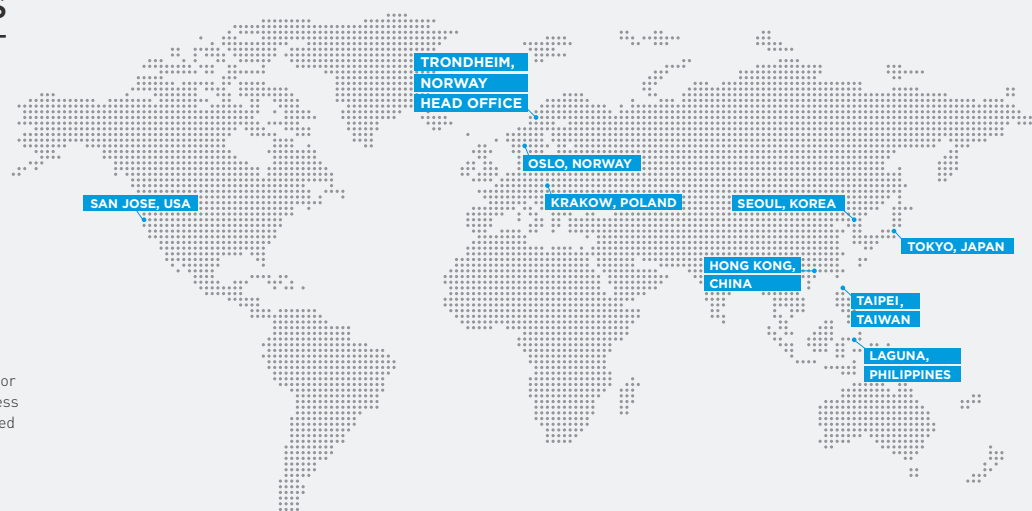 S
TRONDHEIM,
NORWAY
HEAD OFFICE
OSLO, NORWAY
KRAKOW, POLAND
SAN JOSE, USA
SEOUL, KOREA
TOKYO, JAPAN
HONG KONG,
CHINA
TAIPEI,
TAIWAN
LAGUNA,
PHILIPPINES
or
ess
ed